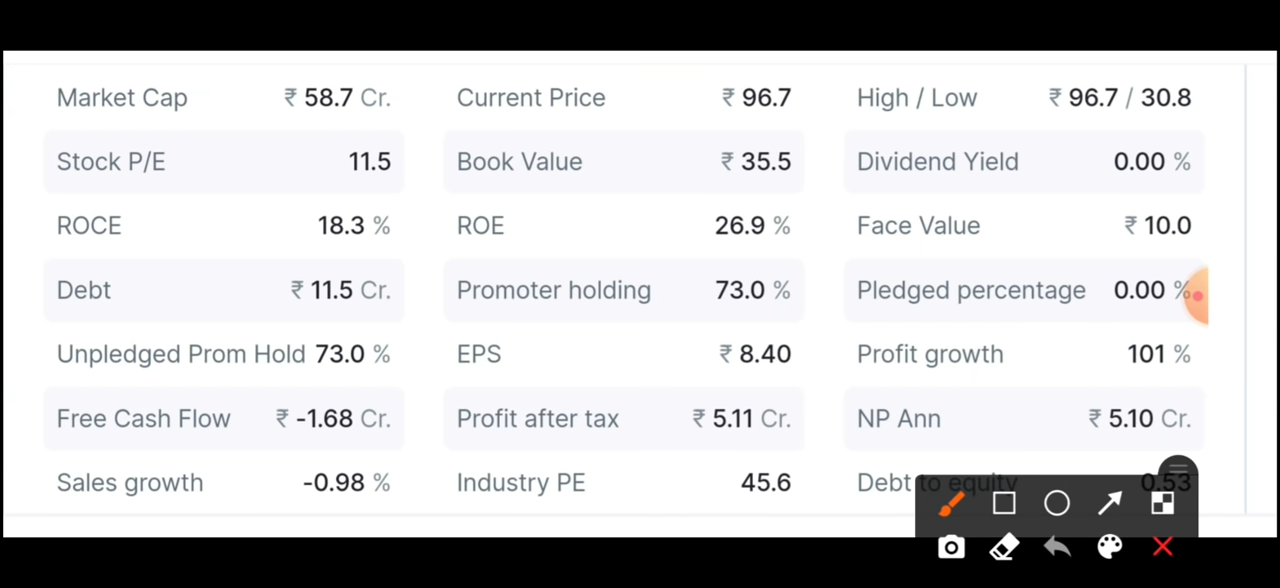 Market Cap ₹ 58.7 Cr. Current Price ₹ 96.7 High / Low ₹ 96.7 / 30.8
Stock P/E 11.5 Book Value ₹ 35.5 Dividend Yield 0.00 %
ROCE 18.3 % ROE 26.9 % Face Value ₹ 10.0
Debt ₹ 11.5 Cr. Promoter holding 73.0 % Pledged percentage 0.00 %
Unpledged Prom Hold 73.0 % EPS ₹ 8.40 Profit growth 101 %
Free Cash Flow ₹ -1.68 Cr. Profit after tax ₹ 5.11 Cr. NP Ann ₹ 5.10 Cr.
Sales growth -0.98 % Industry PE 45.6 Debt to equity 0.53